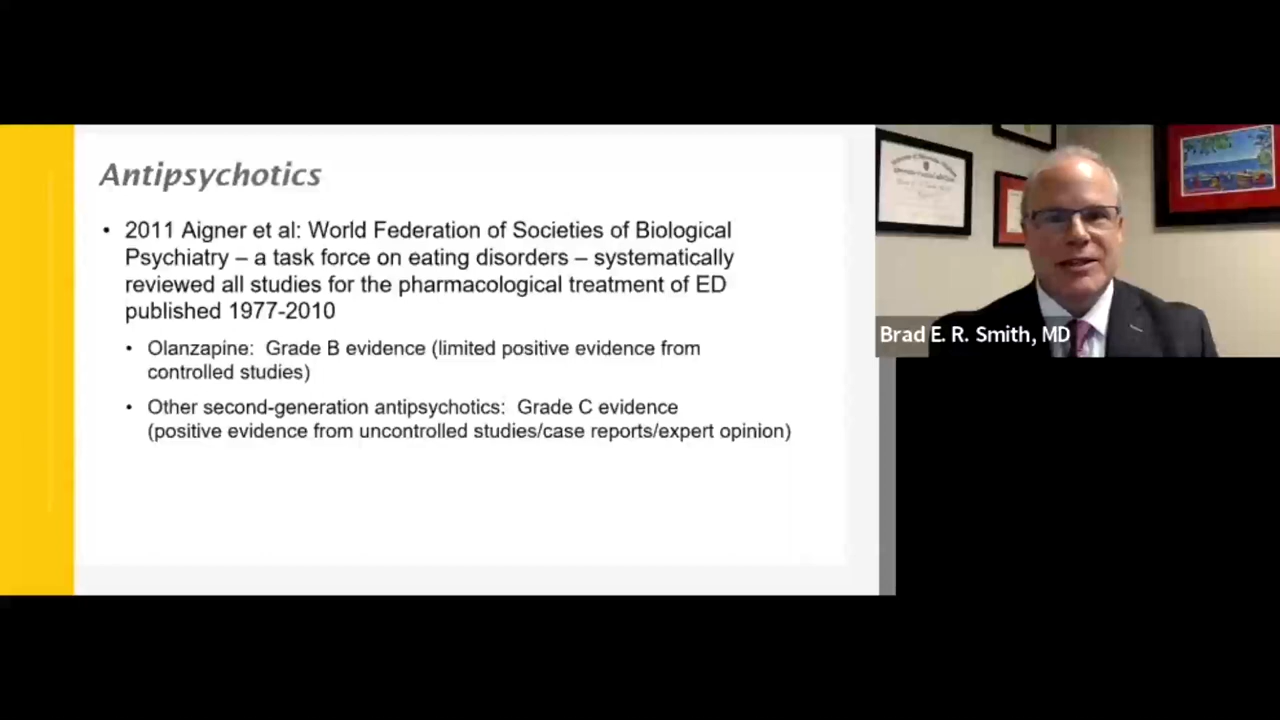 Antipsychotics
• 2011 Aigner et al: World Federation of Societies of Biological
Psychiatry – a task force on eating disorders – systematically
reviewed all studies for the pharmacological treatment of ED
published 1977-2010
• Olanzapine: Grade B evidence (limited positive evidence from
controlled studies)
• Other second-generation antipsychotics: Grade C evidence
(positive evidence from uncontrolled studies/case reports/expert opinion)
Brad E. R. Smith, MD